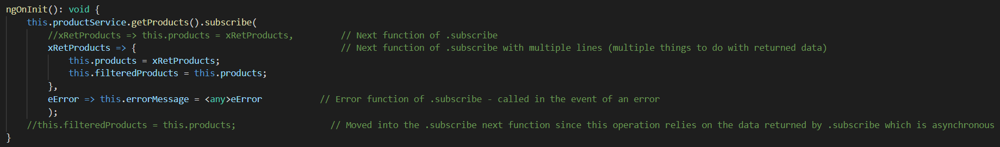 ngOnInit(): void {
    this.productService.getProducts().subscribe(
        //xRetProducts => this.products = xRetProducts,         // Next function of .subscribe
        xRetProducts => {                                       // Next function of .subscribe with multiple lines (multiple things to do with returned data)
            this.products = xRetProducts;
            this.filteredProducts = this.products;
        },
        eError => this.errorMessage = <any>eError           // Error function of .subscribe - called in the event of an error
        );
    //this.filteredProducts = this.products;                  // Moved into the .subscribe next function since this operation relies on the data returned by .subscribe which is asynchronous
}